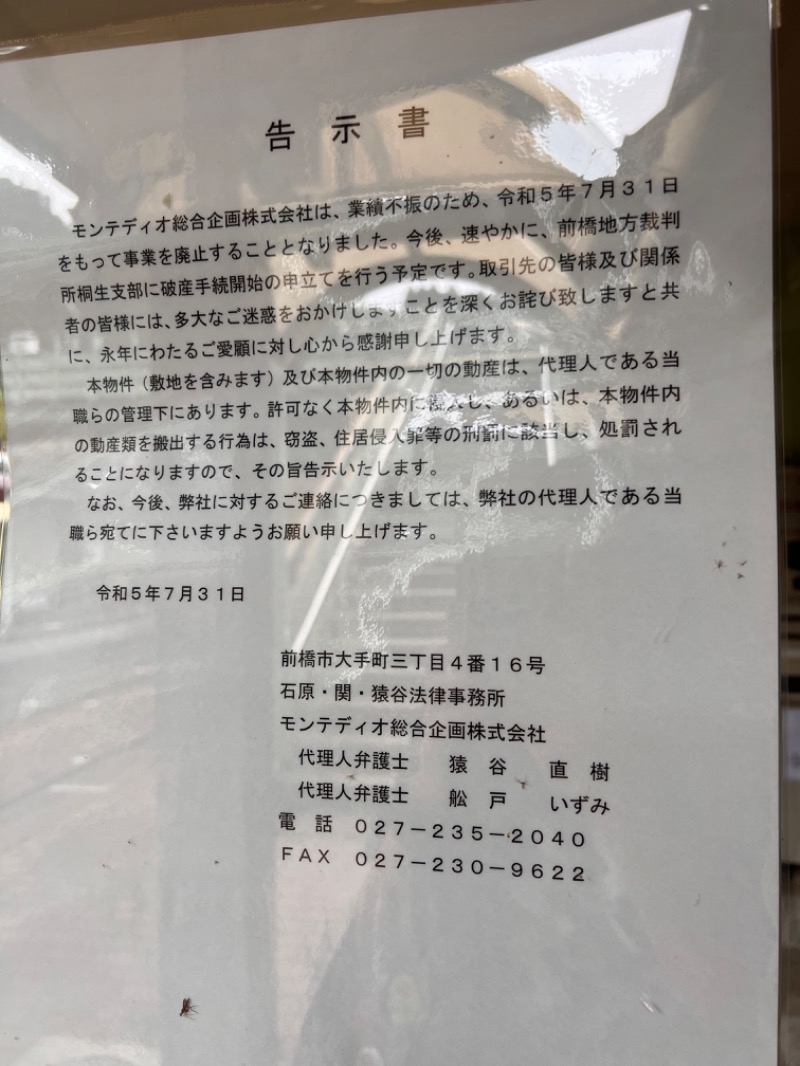 告示書
モンテディオ総合企画株式会社は、業績不振のため、令和5年7月31日
をもって事業を廃止することとなりました。今後、速やかに、前橋地方裁判
所桐生支部に破産手続開始の申立てを行う予定です。取引先の皆様及び関係
者の皆様には、多大なご迷惑をおかけしますことを深くお詫び致しますと共
に、永年にわたるご愛顧に対し心から感謝申し上げます。
本物件(敷地を含みます)及び本物件内の一切の動産は、代理人である当
職らの管理下にあります。許可なく本物件内に侵入し、あるいは、本物件内
の動産類を搬出する行為は、窃盗、住居侵入罪等の刑罰に該当し、処罰され
ることになりますので、その旨告示いたします。
なお、今後、弊社に対するご連絡につきましては、弊社の代理人である当
職ら宛てに下さいますようお願い申し上げます。
令和5年7月31日
前橋市大手町三丁目4番16号
石原・関・猿谷法律事務所
モンテディオ総合企画株式会社
代理人弁護士 猿谷 直樹
代理人弁護士 舩戸 いずみ
電話 027-235-2040
FAX 027-230-9622